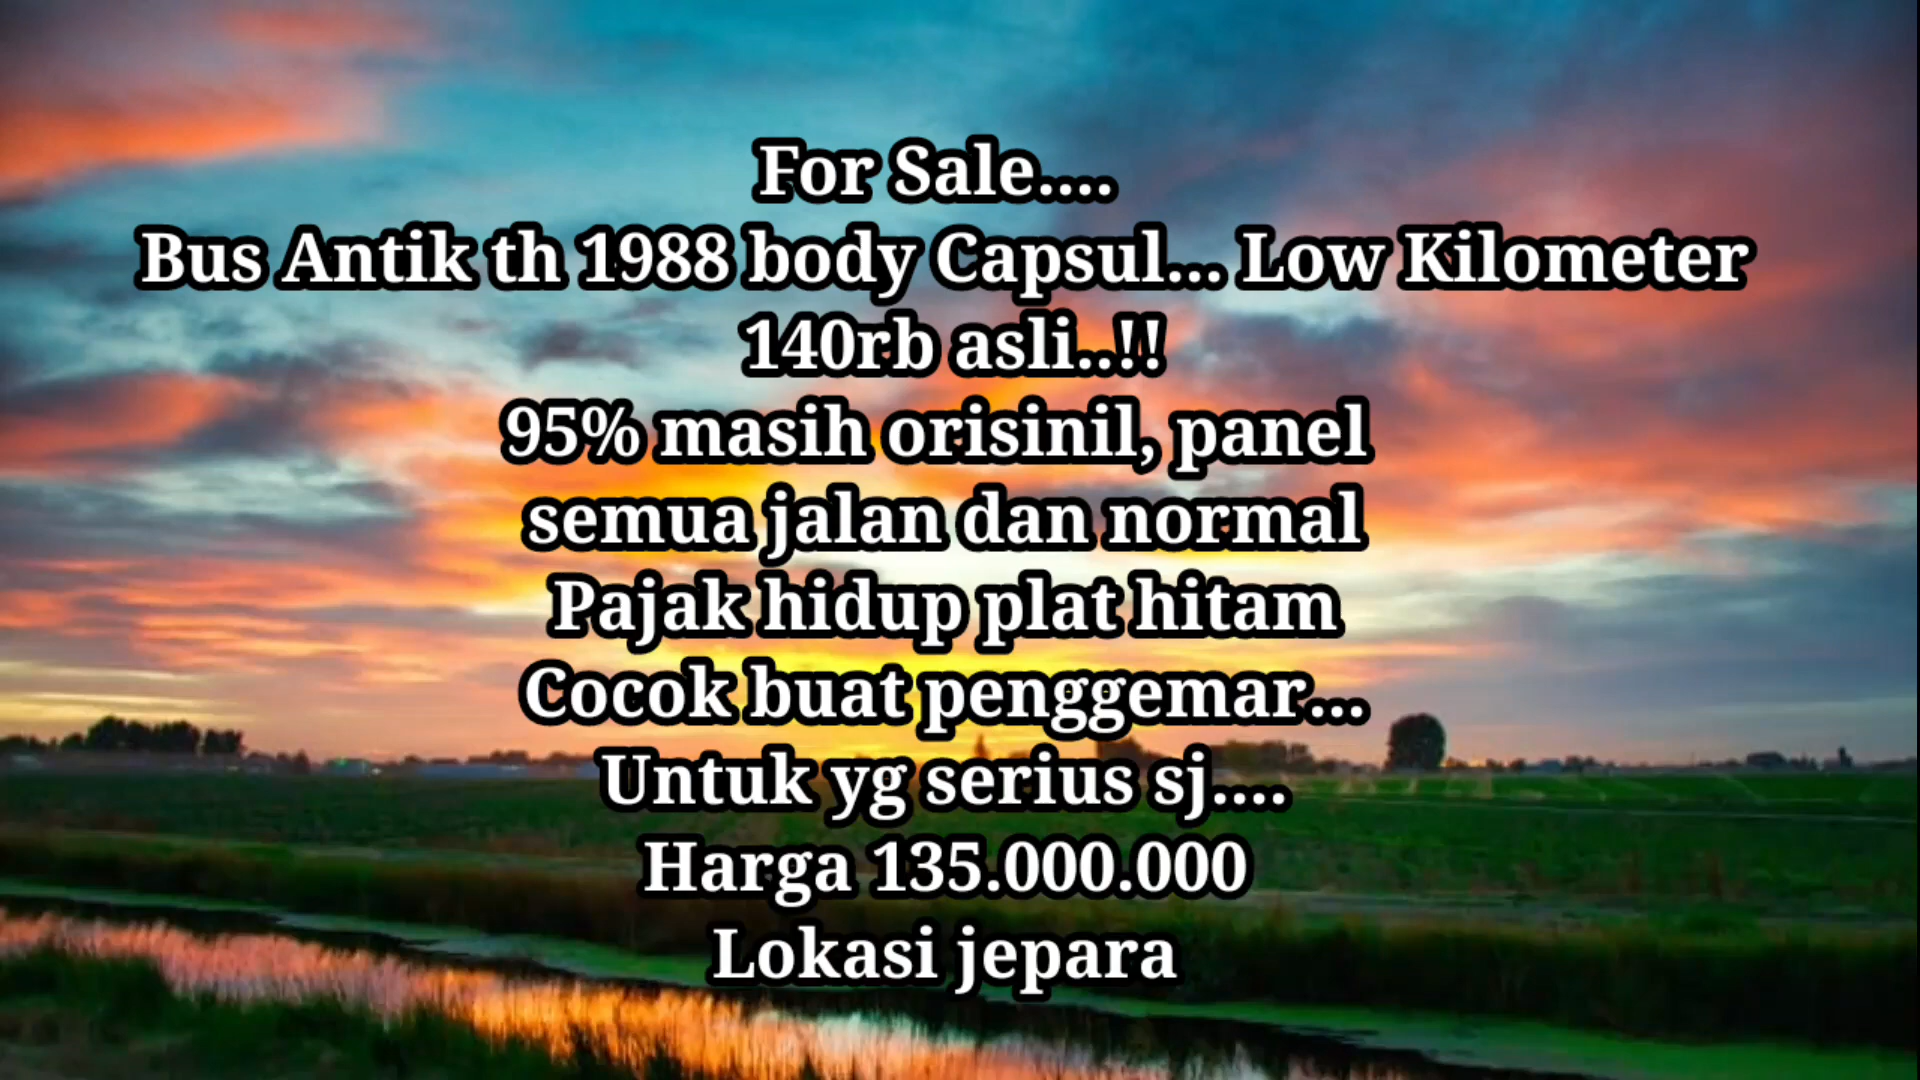 For Sale....
Bus Antik th 1988 body Capsul... Low Kilometer
140rb asli..!!
95% masih orisinil, panel
semua jalan dan normal
Pajak hidup plat hitam
Cocok buat penggemar...
Untuk yg serius sj....
Harga 135.000.000
Lokasi jepara